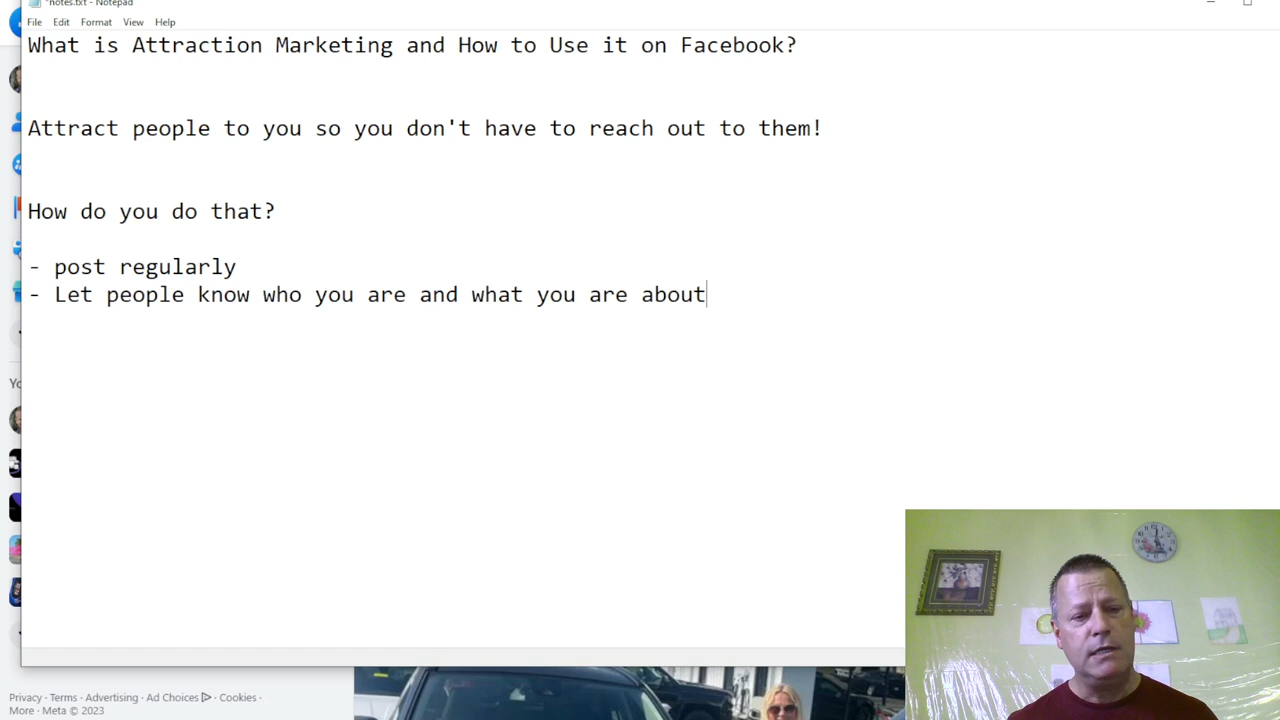 *notes.txt - Notepad
File Edit Format View Help
What is Attraction Marketing and How to Use it on Facebook?
Attract people to you so you don't have to reach out to them!
How do you do that?
- post regularly
- Let people know who you are and what you are about
Yo
Privacy · Terms · Advertising · Ad Choices · Cookies ·
More · Meta © 2023